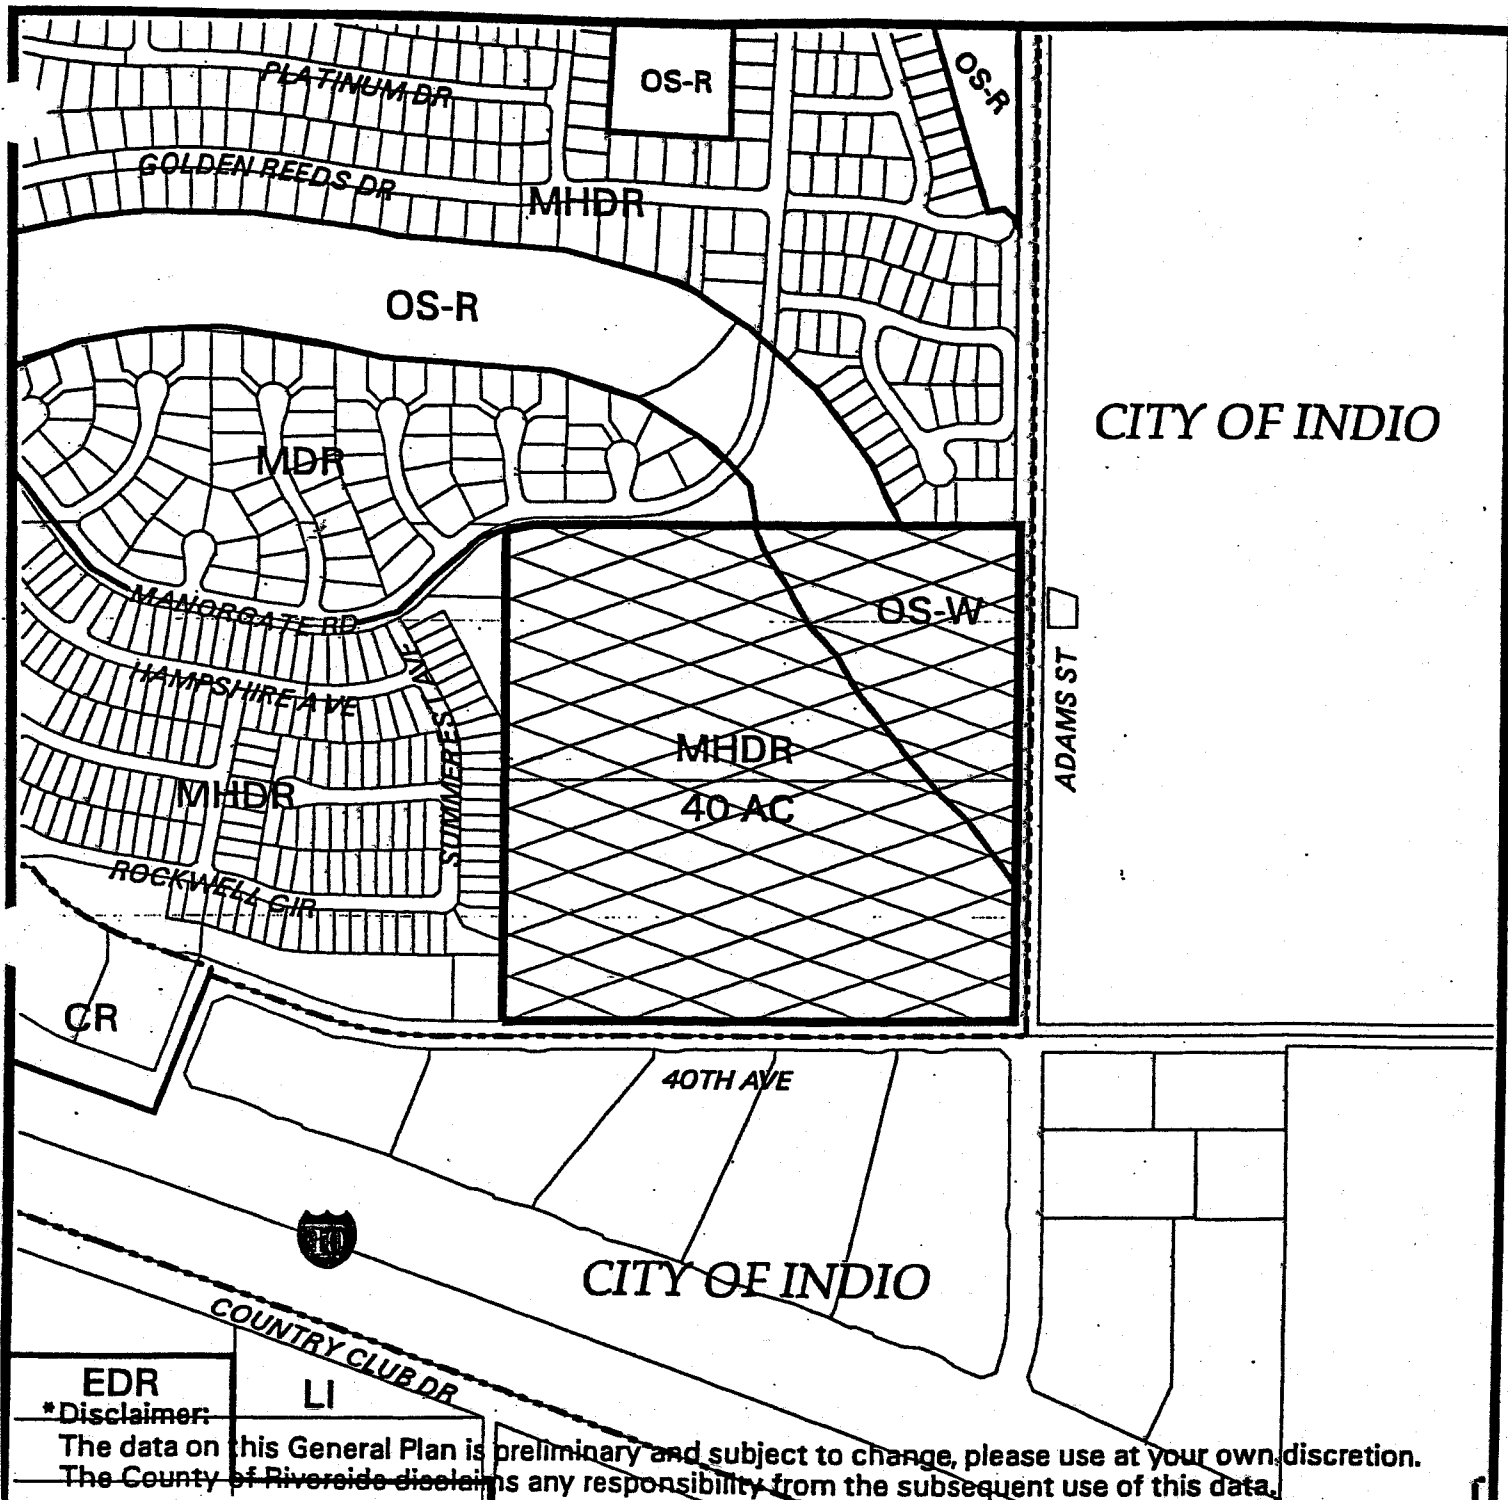 OS-R
OS-R
PLATINUM DR
GOLDEN REEDS DR
MHDR
OS-R
CITY OF INDIO
MDR
MANORGATE RD
OS-W
HAMPSHIRE AVE
ADAMS ST
MHDR
40 AC
MHDR
ROCKWELL CIR
CR
40TH AVE
CITY OF INDIO
COUNTRY CLUB DR
EDR
LI
*Disclaimer:
The data on this General Plan is preliminary and subject to change, please use at your own discretion.
The County of Riverside disclaims any responsibility from the subsequent use of this data.